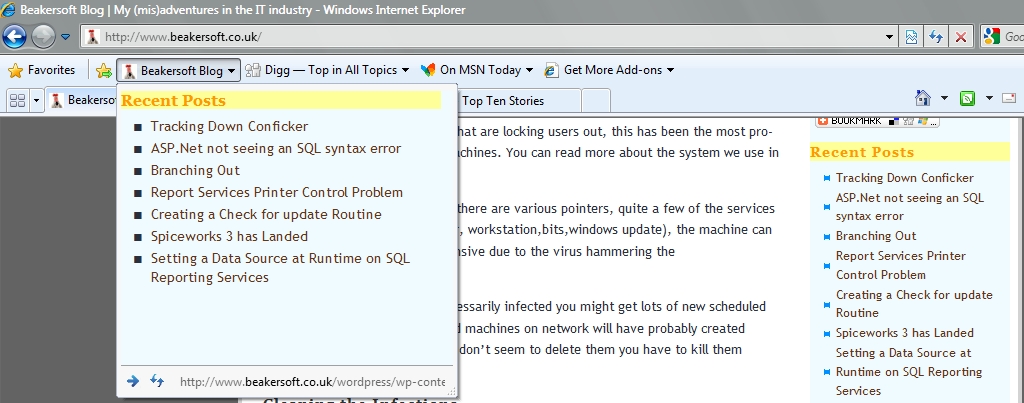 Beakersoft Blog | My (mis)adventures in the IT industry - Windows Internet Explorer
http://www.beakersoft.co.uk/
Goo
Favorites
Beakersoft Blog
Digg — Top in All Topics
On MSN Today
Get More Add-ons
Beakerso
Top Ten Stories
Recent Posts
Tracking Down Conficker
ASP.Net not seeing an SQL syntax error
Branching Out
Report Services Printer Control Problem
Creating a Check for update Routine
Spiceworks 3 has Landed
Setting a Data Source at Runtime on SQL
Reporting Services
http://www.beakersoft.co.uk/wordpress/wp-conte
hat are locking users out, this has been the most pro-
achines. You can read more about the system we use in
there are various pointers, quite a few of the services
, workstation,bits,windows update), the machine can
nsive due to the virus hammering the
essarily infected you might get lots of new scheduled
d machines on network will have probably created
don't seem to delete them you have to kill them
Cleaning the Infections
BOOKMARK
Recent Posts
Tracking Down Conficker
ASP.Net not seeing an SQL
syntax error
Branching Out
Report Services Printer
Control Problem
Creating a Check for update
Routine
Spiceworks 3 has Landed
Setting a Data Source at
Runtime on SQL Reporting
Services